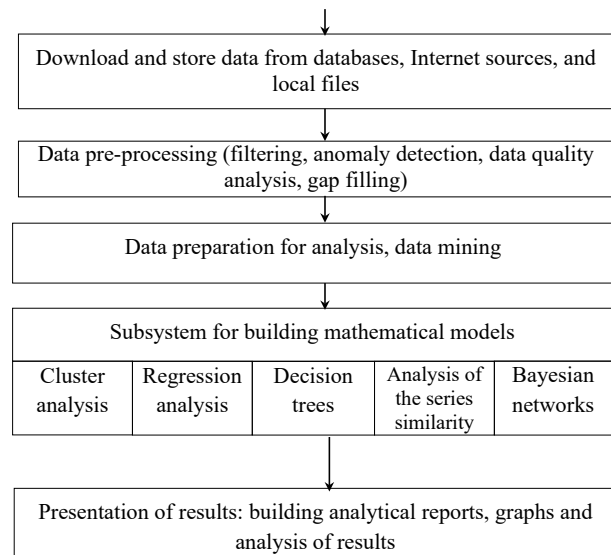 Download and store data from databases, Internet sources, and
local files
Data pre-processing (filtering, anomaly detection, data quality
analysis, gap filling)
Data preparation for analysis, data mining
Subsystem for building mathematical models
Cluster
analysis
Regression
analysis
Decision
trees
Analysis of
the series
similarity
Bayesian
networks
Presentation of results: building analytical reports, graphs and
analysis of results